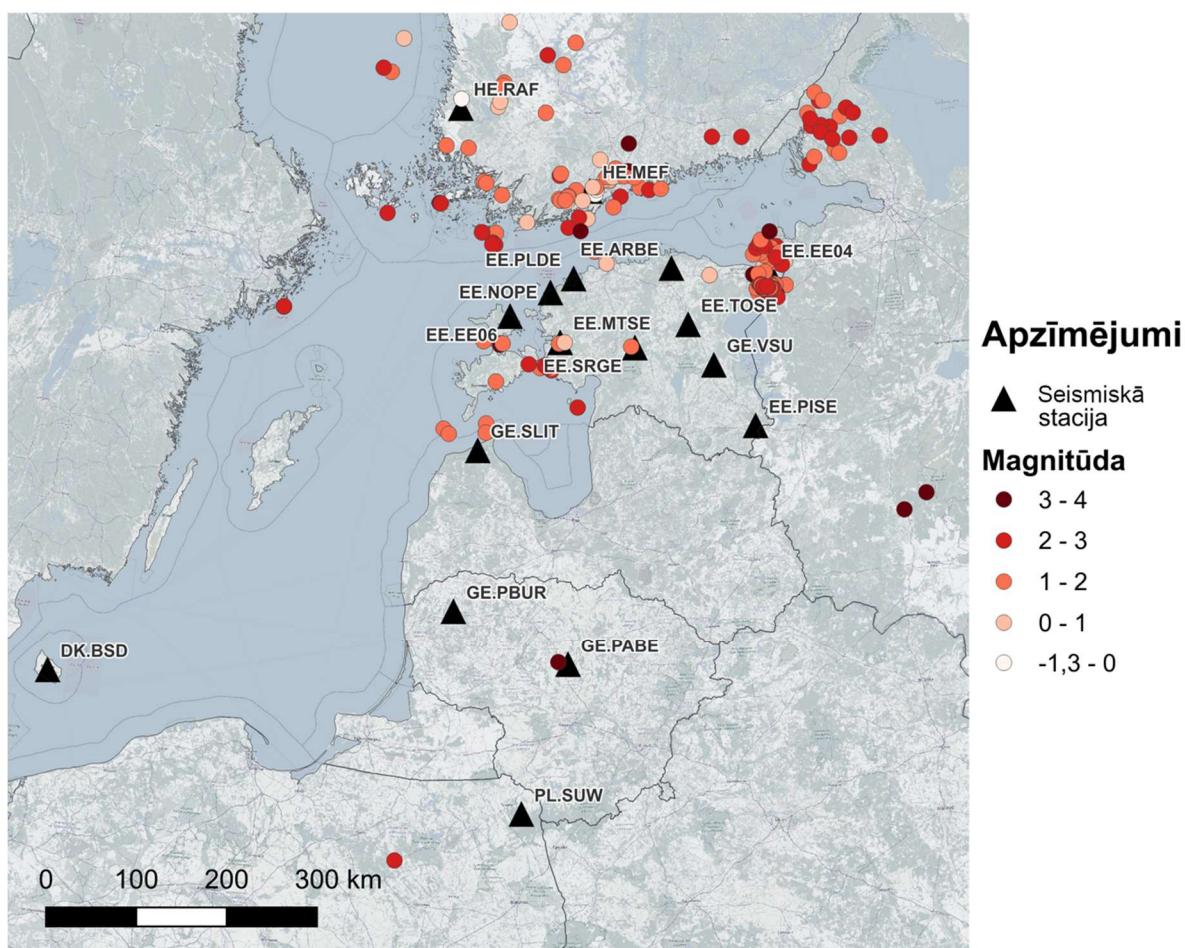 HE.RAF
HE.MEF
EE.ARBE
EE.EE04
EE.PLDE
EE.NOPE
EE.TOSE
EE.MTSE
EE.EE06
GE.VSU
EE.SRGE
EE.PISE
GE.SLIT
GE.PBUR
GE.PABE
DK.BSD
PL.SUW
0 100 200 300 km
Apzīmējumi
Seismiskā
stacija
Magnitūda
3 - 4
2 - 3
1 - 2
0 - 1
-1,3 - 0